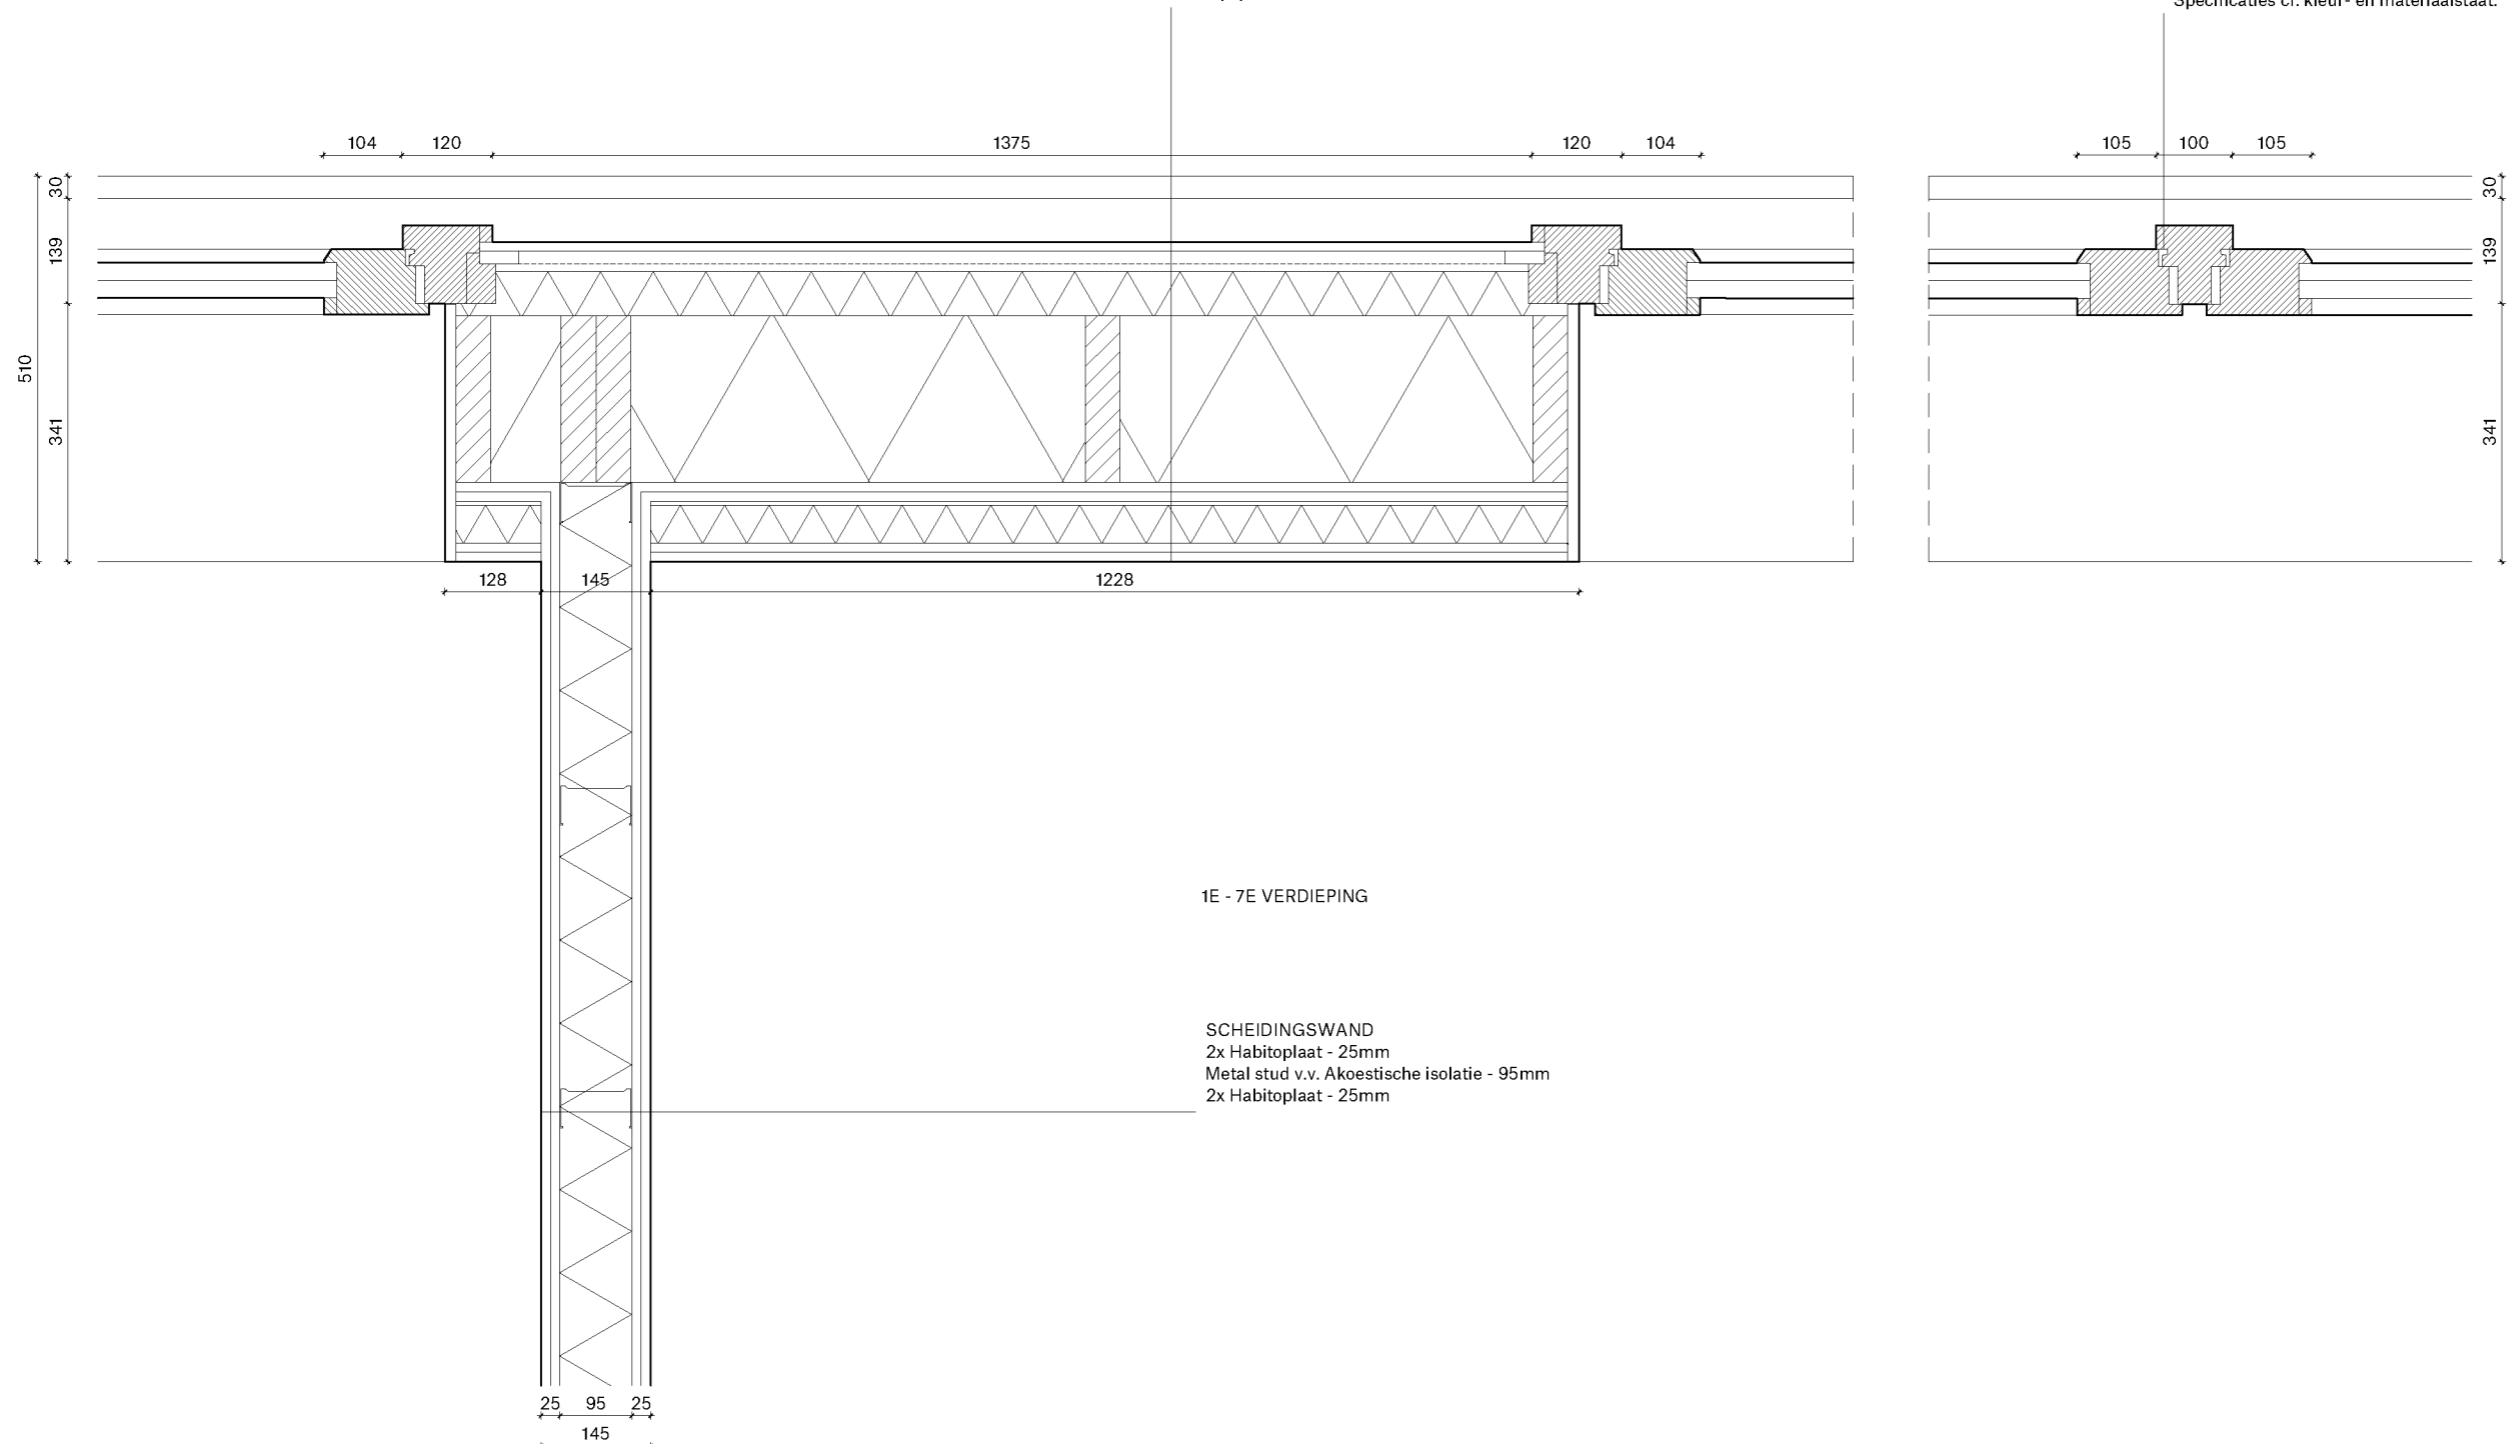 Specificaties cf. kleur- en materiaalstaat.
104 120 1375 120 104 105 100 105
30
139
510
341
30
139
341
128 145 1228
1E - 7E VERDIEPING
SCHEIDINGSWAND
2x Habitoplaat - 25mm
Metal stud v.v. Akoestische isolatie - 95mm
2x Habitoplaat - 25mm
25 95 25
145